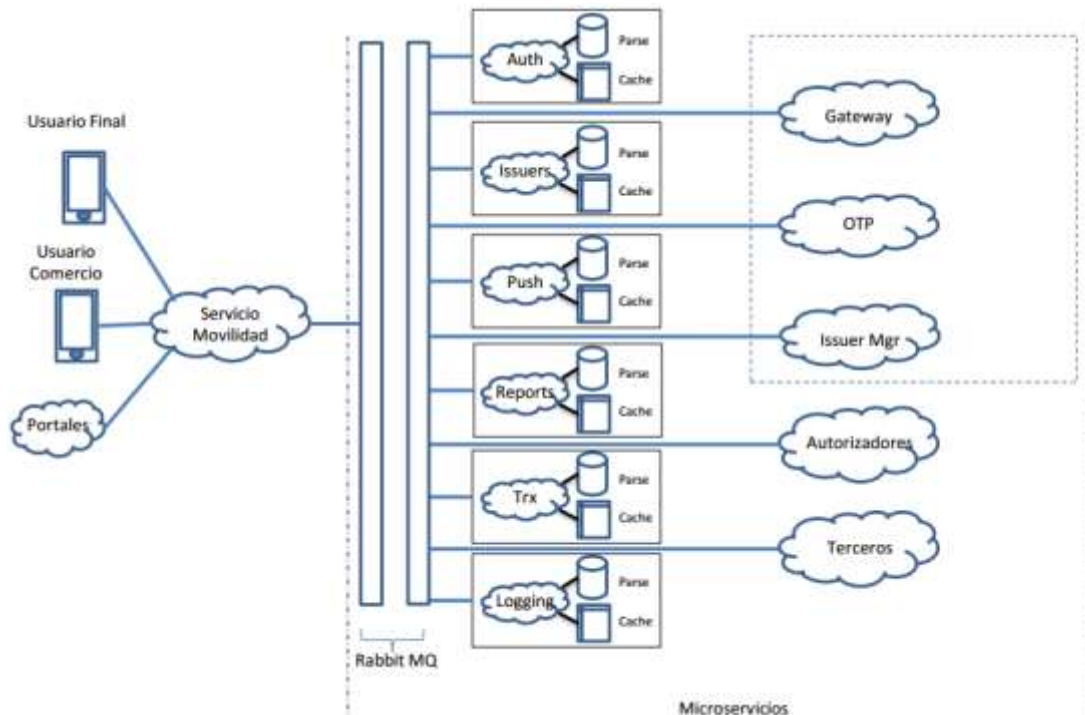 Usuario Final
Usuario
Comercio
Portales
Servicio
Movilidad
Rabbit MQ
Auth
Parse
Cache
Issuers
Parse
Cache
Push
Parse
Cache
Reports
Parse
Cache
Trx
Parse
Cache
Logging
Parse
Cache
Gateway
OTP
Issuer Mgr
Autorizadores
Terceros
Microservicios